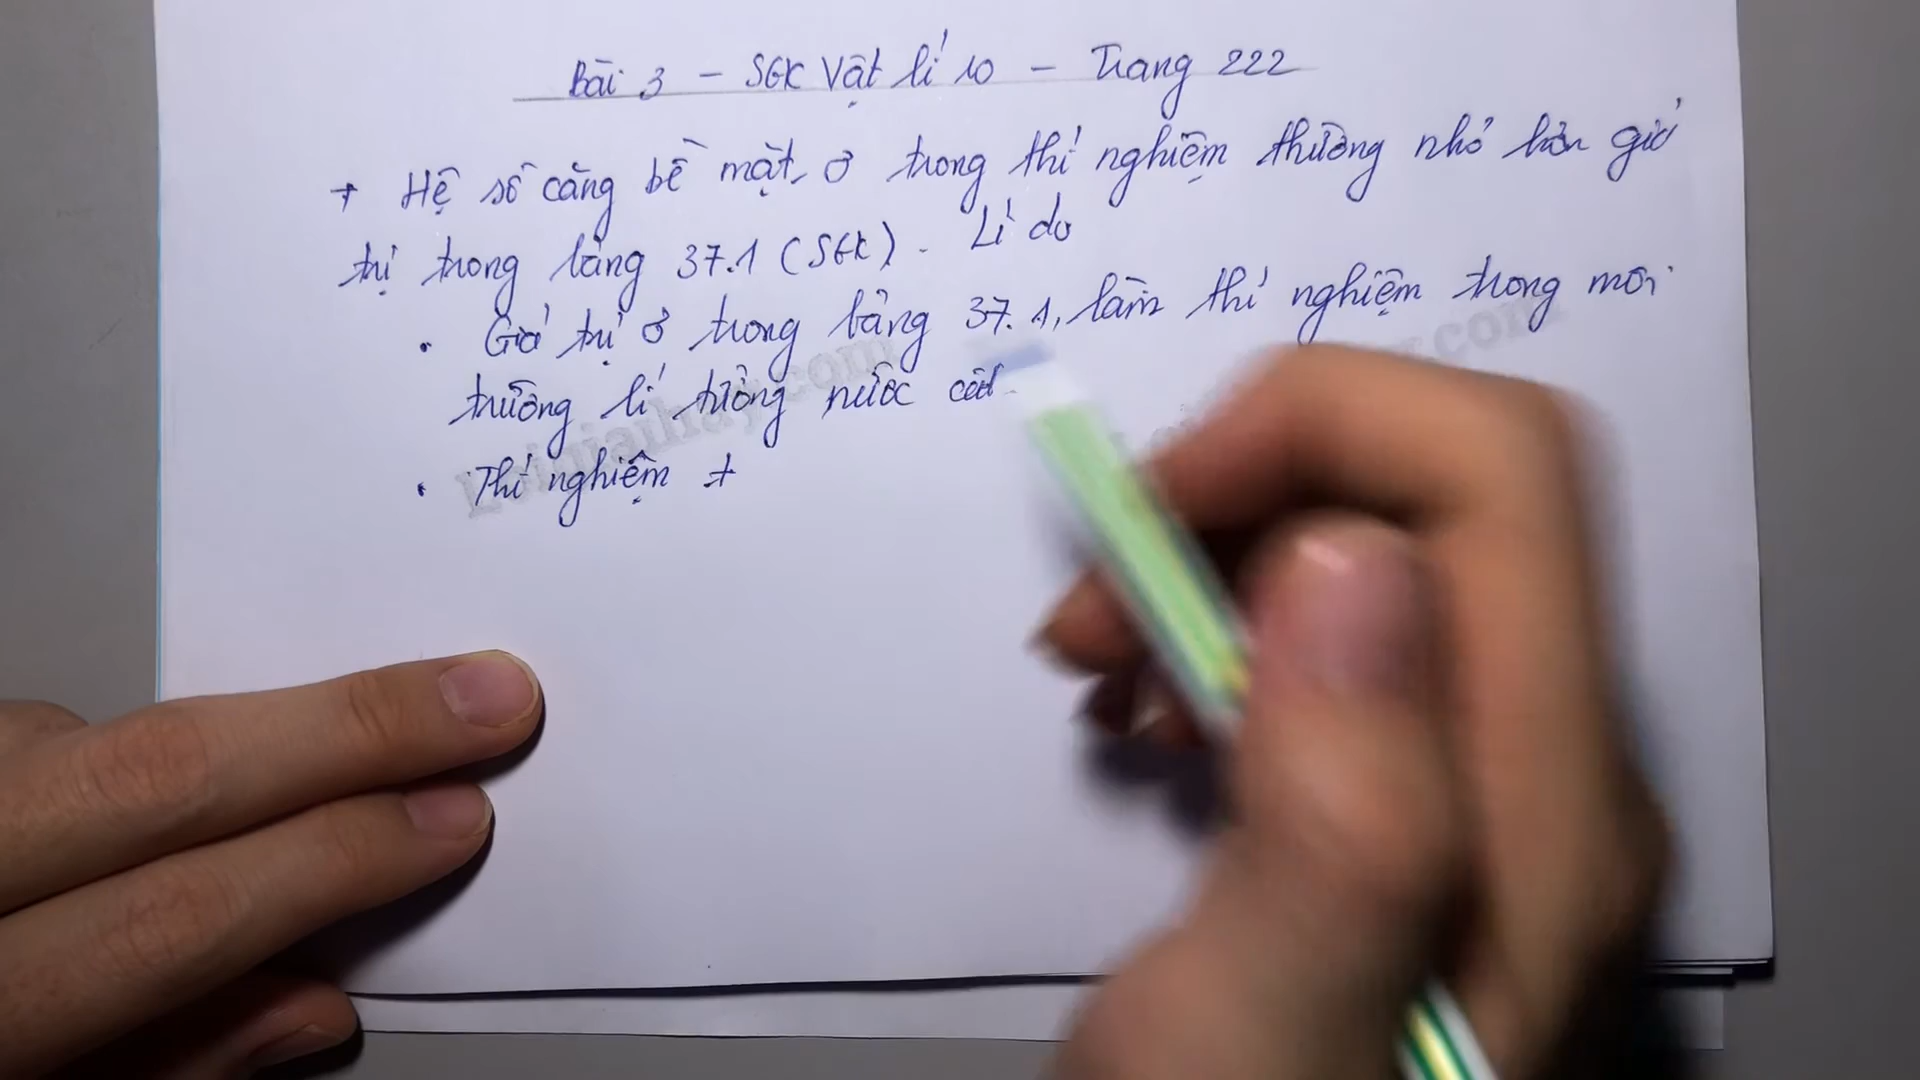 Bài 3 - SGK Vật lí 10 - Trang 222
+ Hệ số căng bề mặt σ trong thí nghiệm thường nhỏ hơn giá
trị trong bảng 37.1 (SGK). Lí do
• Giá trị σ trong bảng 37.1, làm thí nghiệm trong môi
trường lí tưởng nước cất
• Thí nghiệm t